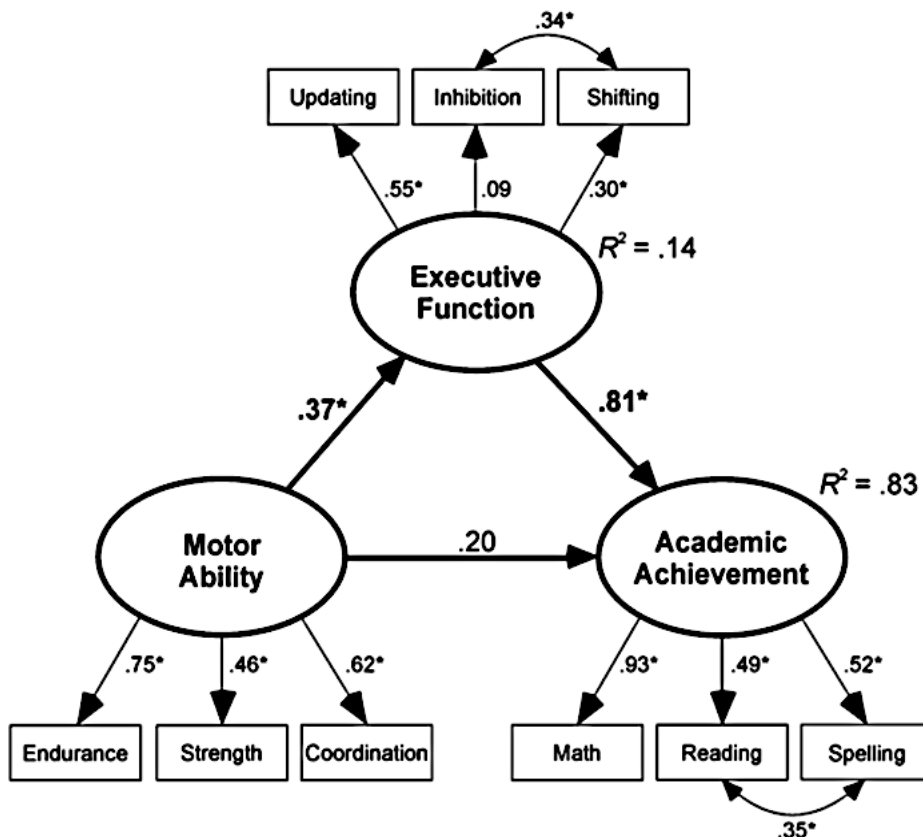 .34*
Updating Inhibition Shifting
.55* .09 .30*
R² = .14
Executive
Function
.37* .81*
R² = .83
Motor
Ability
.20
Academic
Achievement
.75* .46* .62* .93* .49* .52*
Endurance Strength Coordination Math Reading Spelling
.35*